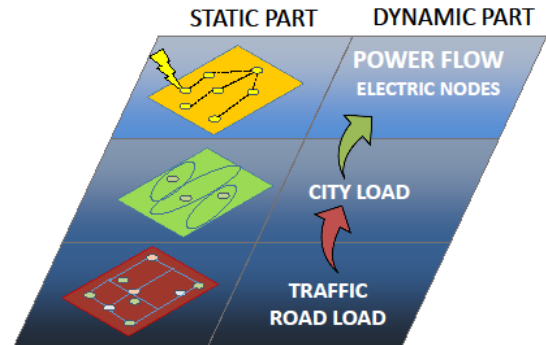 STATIC PART
DYNAMIC PART
POWER FLOW
ELECTRIC NODES
CITY LOAD
TRAFFIC
ROAD LOAD